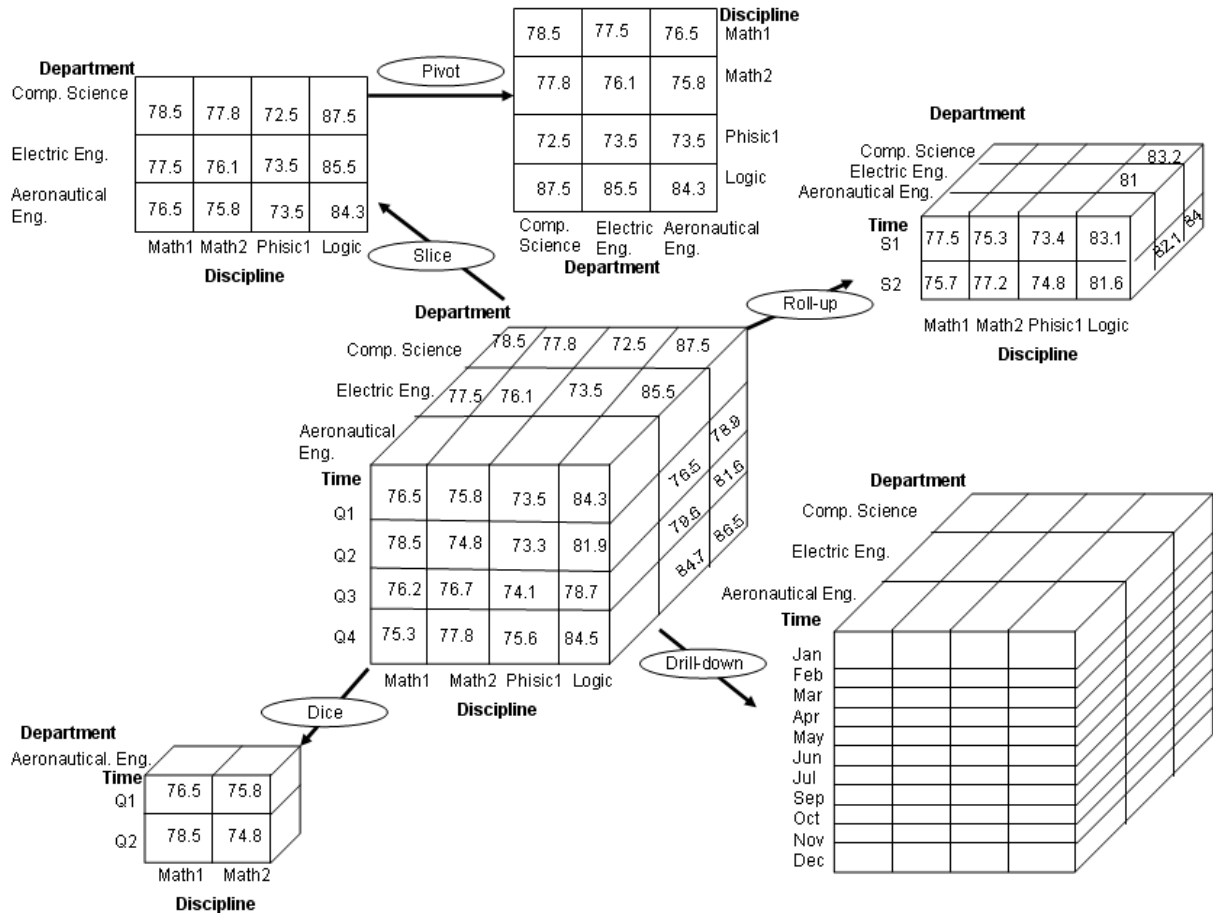 Department
Comp. Science
78.5 77.8 72.5 87.5
Electric Eng.
77.5 76.1 73.5 85.5
Aeronautical
Eng.
76.5 75.8 73.5 84.3
Math1 Math2 Phisic1 Logic
Discipline
Pivot
Discipline
78.5 77.5 76.5 Math1
77.8 76.1 75.8 Math2
72.5 73.5 73.5 Phisic1
87.5 85.5 84.3 Logic
Comp.
Science
Electric
Eng.
Aeronautical
Eng.
Department
Slice
Department
Comp. Science
83.2
Electric Eng.
81
Aeronautical Eng.
Time
S1
77.5 75.3 73.4 83.1
82.1 84
S2
75.7 77.2 74.8 81.6
Math1 Math2 Phisic1 Logic
Discipline
Roll-up
Department
Comp. Science
78.5 77.8 72.5 87.5
Electric Eng.
77.5 76.1 73.5 85.5
Aeronautical
Eng.
Time
Q1
76.5 75.8 73.5 84.3
Q2
78.5 74.8 73.3 81.9
Q3
76.2 76.7 74.1 78.7
Q4
75.3 77.8 75.6 84.5
76.5 78.9
79.6 81.6
84.7 86.5
Math1 Math2 Phisic1 Logic
Discipline
Drill-down
Department
Comp. Science
Electric Eng.
Aeronautical Eng.
Time
Jan
Feb
Mar
Apr
May
Jun
Jul
Sep
Oct
Nov
Dec
Dice
Department
Aeronautical. Eng.
Time
Q1
76.5 75.8
Q2
78.5 74.8
Math1 Math2
Discipline